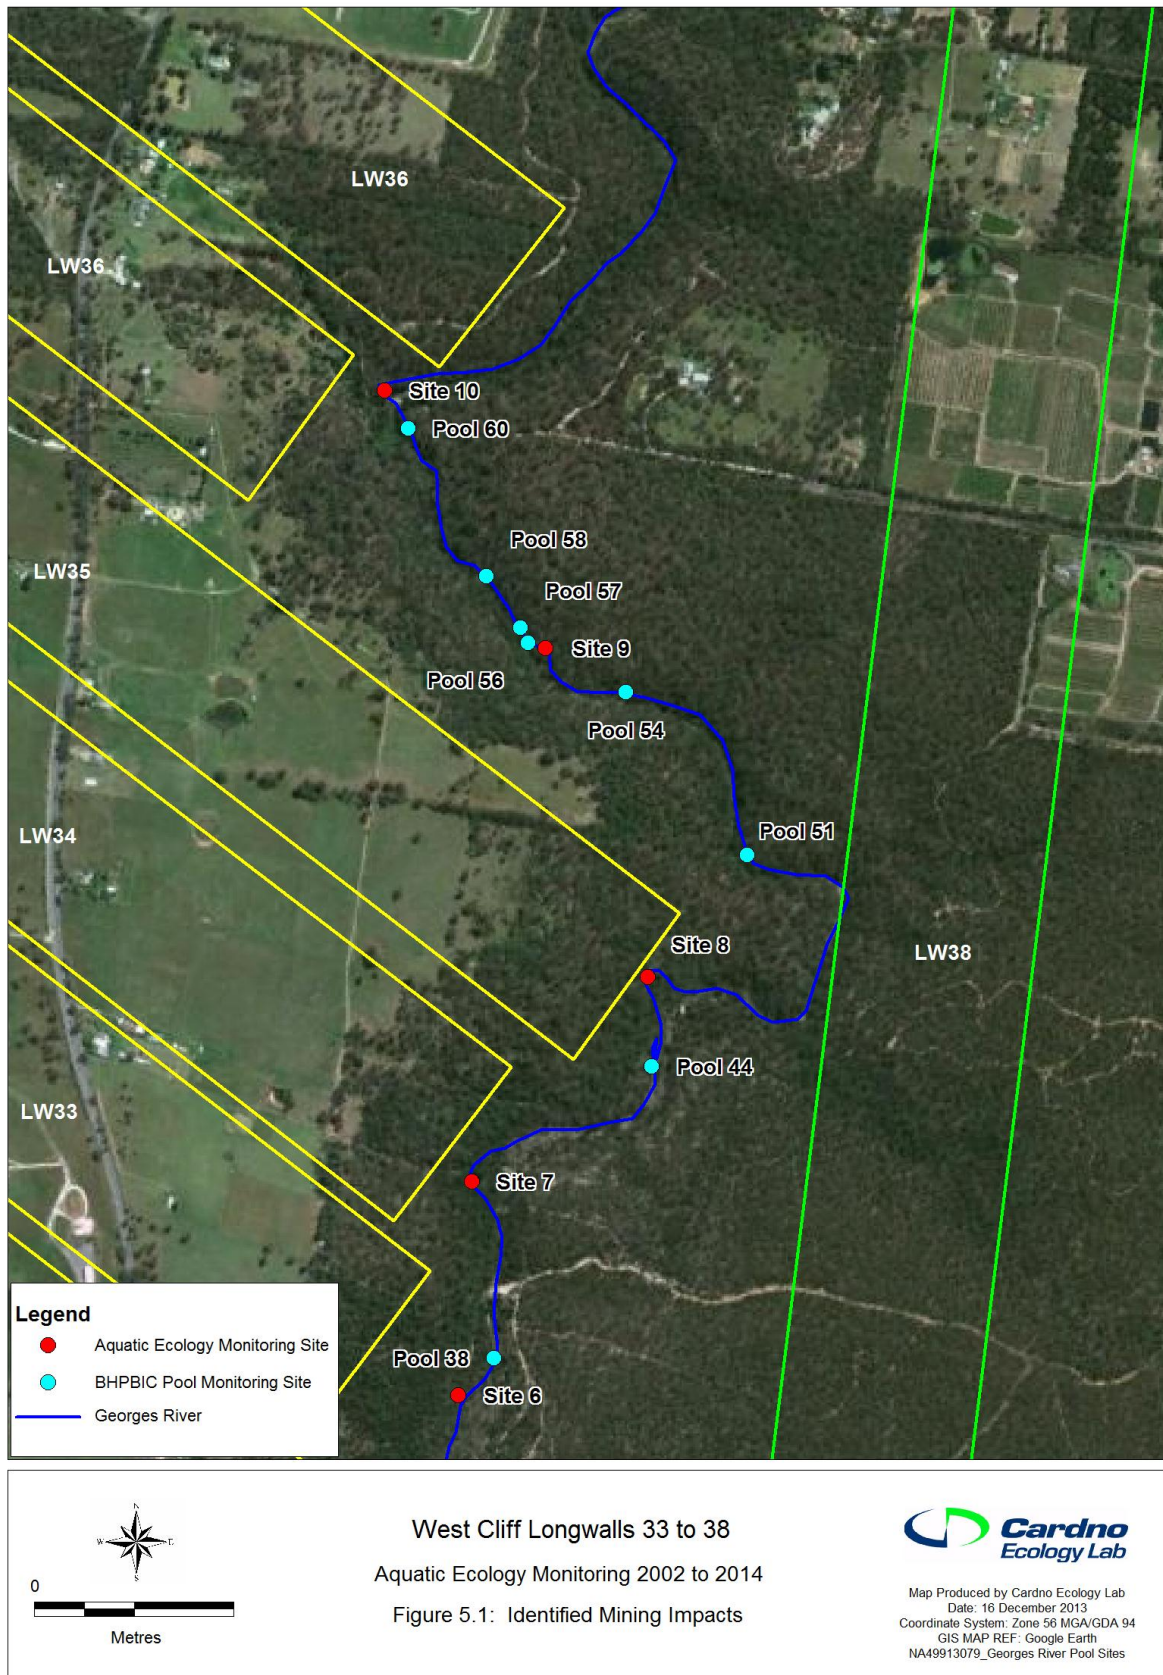 LW36
LW36
Site 10
Pool 60
Pool 58
LW35
Pool 57
Site 9
Pool 56
Pool 54
LW34
Pool 51
Site 8
LW38
Pool 44
LW33
Site 7
Legend
Aquatic Ecology Monitoring Site
BHPBIC Pool Monitoring Site
Georges River
Pool 38
Site 6
N
W
E
S
0
Metres
West Cliff Longwalls 33 to 38
Aquatic Ecology Monitoring 2002 to 2014
Figure 5.1: Identified Mining Impacts
Cardno
Ecology Lab
Map Produced by Cardno Ecology Lab
Date: 16 December 2013
Coordinate System: Zone 56 MGA/GDA 94
GIS MAP REF: Google Earth
NA49913079_Georges River Pool Sites